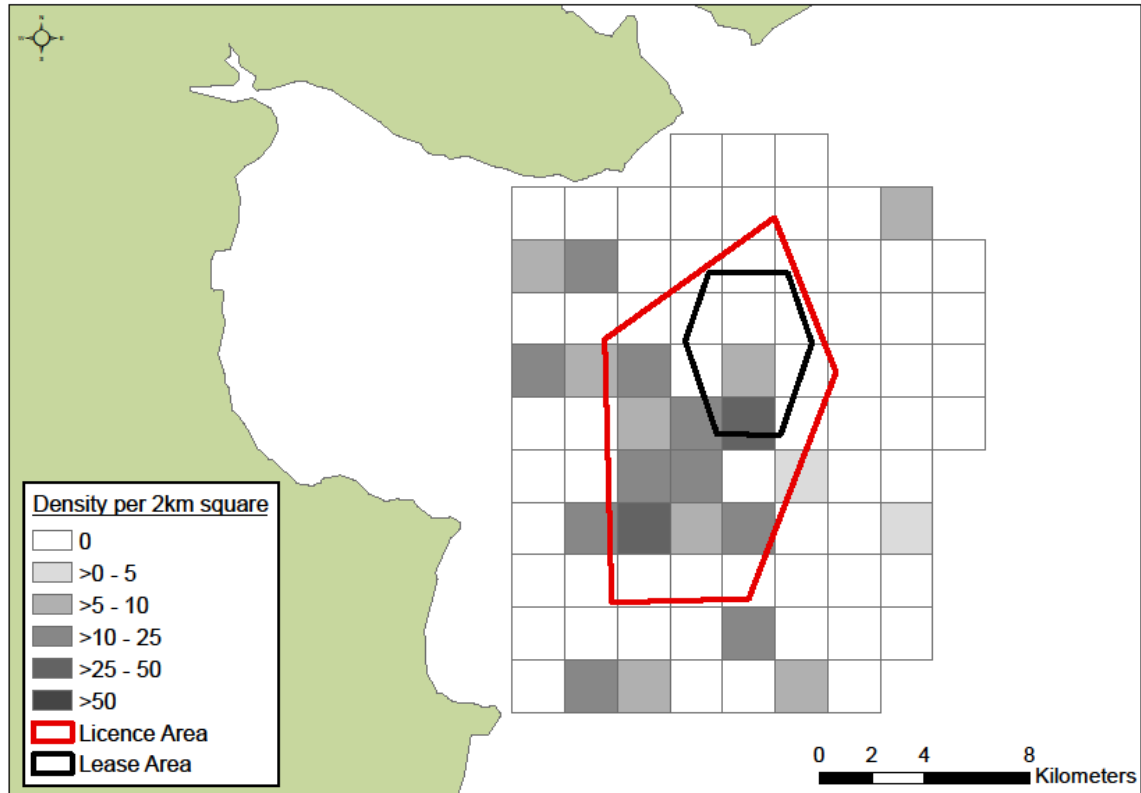 N
E
S
Density per 2km square
0
>0 - 5
>5 - 10
>10 - 25
>25 - 50
>50
Licence Area
Lease Area
0 2 4 8
Kilometers